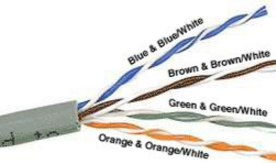 Blue & Blue/White
Brown & Brown/White
Green & Green/White
Orange & Orange/White